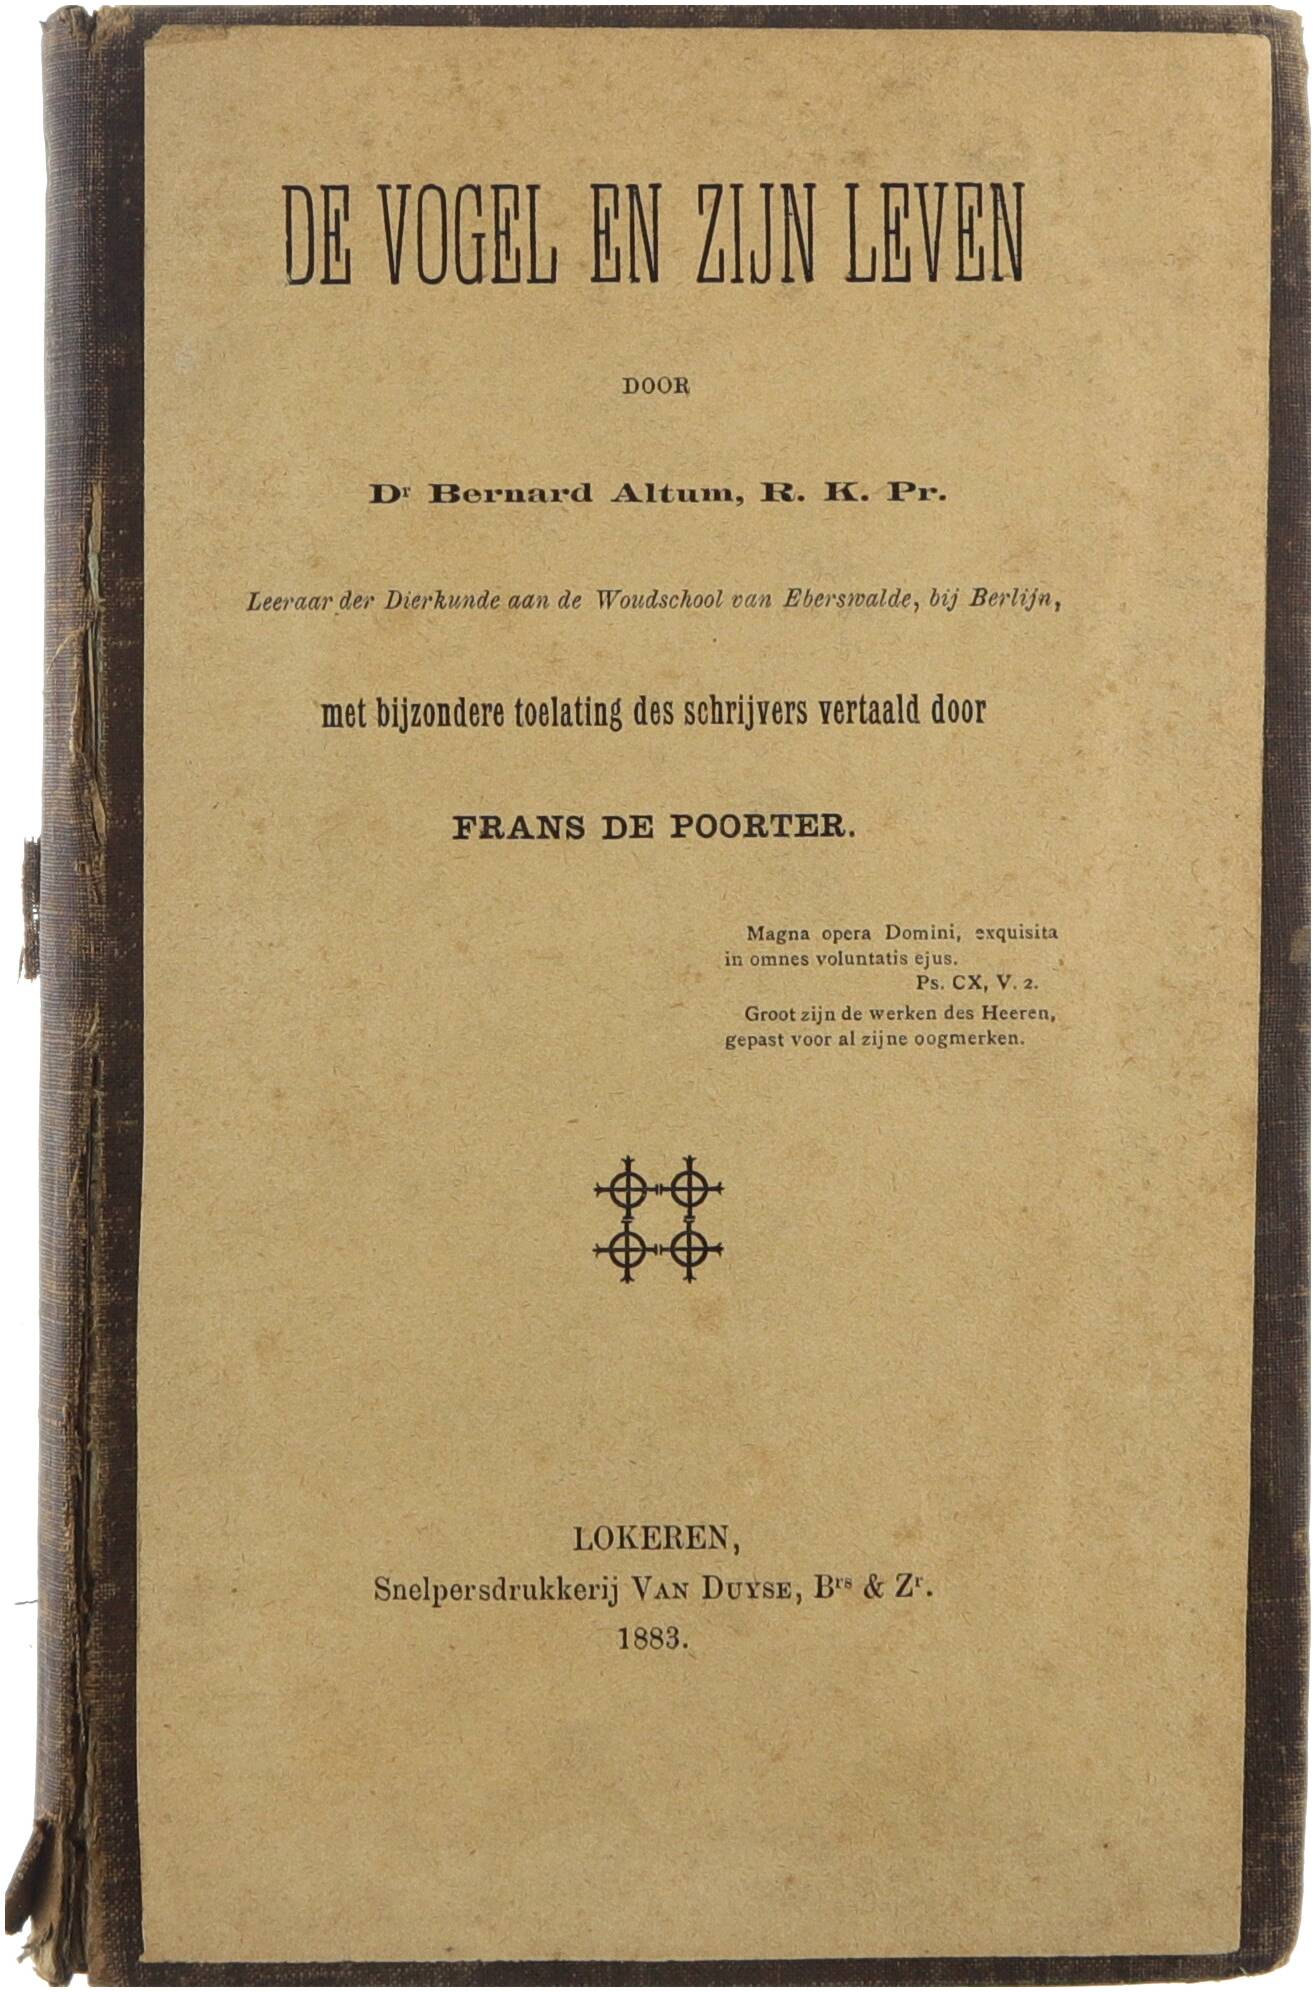 DE VOGEL EN ZIJN LEVEN
DOOR
Dr Bernard Altum, R. K. Pr.
Leeraar der Dierkunde aan de Woudschool van Eberswalde, bij Berlijn,
met bijzondere toelating des schrijvers vertaald door
FRANS DE POORTER.
Magna opera Domini, exquisita
in omnes voluntatis ejus.
Ps. CX, V. 2.
Groot zijn de werken des Heeren,
gepast voor al zijne oogmerken.
LOKEREN,
Snelpersdrukkerij VAN DUYSE, Brs & Zr.
1883.